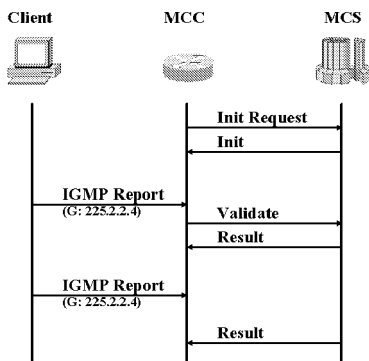 Client MCC MCS
Init Request
Init
IGMP Report
(G: 225.2.2.4)
Validate
Result
IGMP Report
(G: 225.2.2.4)
Result